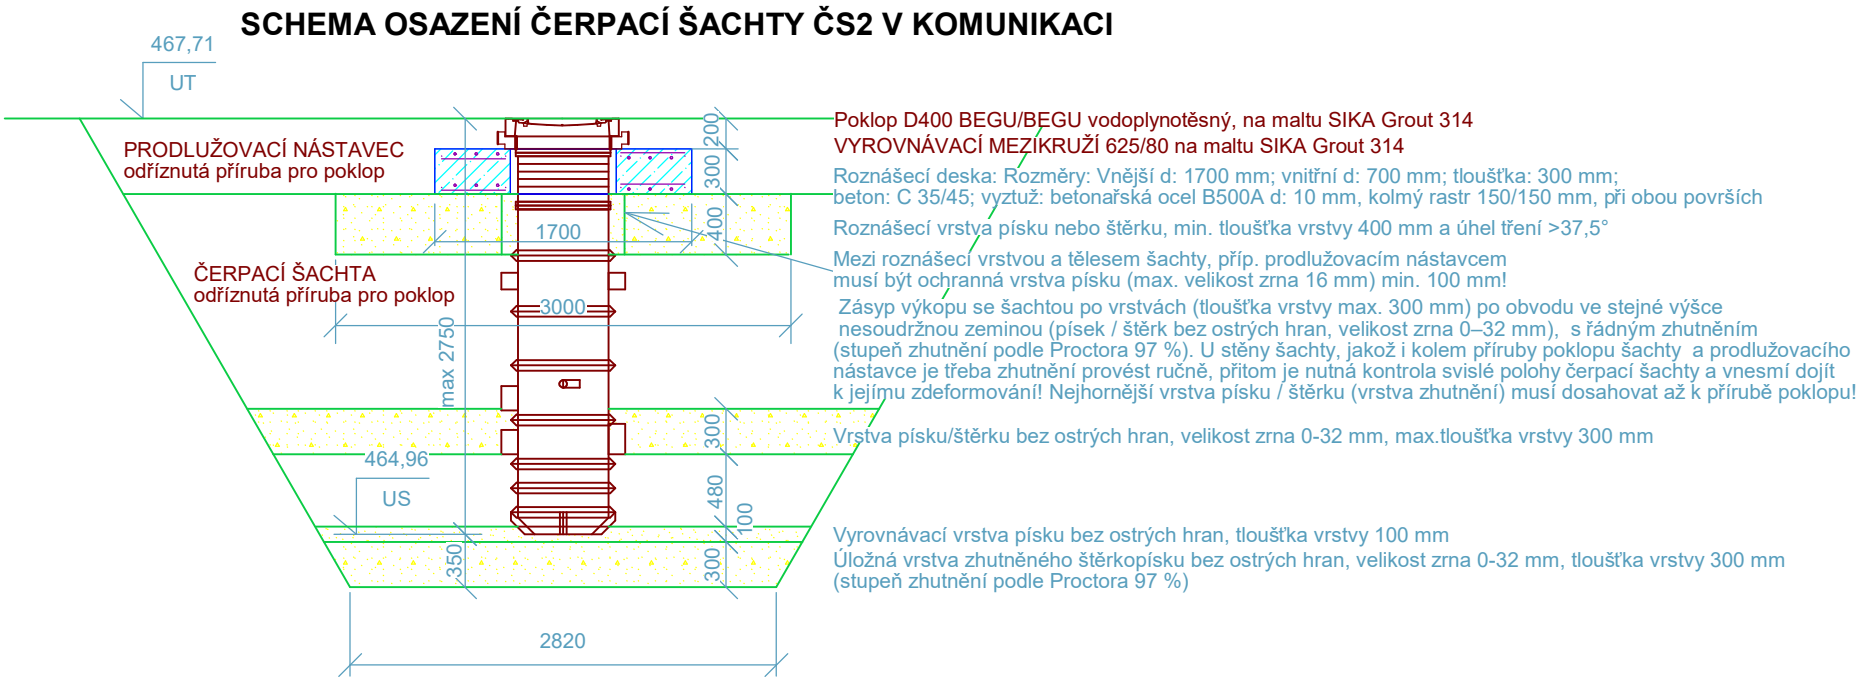 SCHEMA OSAZENÍ ČERPACÍ ŠACHTY ČS2 V KOMUNIKACI
467,71
UT
PRODLUŽOVACÍ NÁSTAVEC
odříznutá příruba pro poklop
ČERPACÍ ŠACHTA
odříznutá příruba pro poklop
464,96
US
max 2750
350
1700
3000
2820
200
300
400
300
480
100
300
Poklop D400 BEGU/BEGU vodoplynotěsný, na maltu SIKA Grout 314
VYROVNÁVACÍ MEZIKRUŽÍ 625/80 na maltu SIKA Grout 314
Roznášecí deska: Rozměry: Vnější d: 1700 mm; vnitřní d: 700 mm; tloušťka: 300 mm;
beton: C 35/45; vyztuž: betonařská ocel B500A d: 10 mm, kolmý rastr 150/150 mm, při obou površích
Roznášecí vrstva písku nebo štěrku, min. tloušťka vrstvy 400 mm a úhel tření >37,5°
Mezi roznášecí vrstvou a tělesem šachty, příp. prodlužovacím nástavcem
musí být ochranná vrstva písku (max. velikost zrna 16 mm) min. 100 mm!
Zásyp výkopu se šachtou po vrstvách (tloušťka vrstvy max. 300 mm) po obvodu ve stejné výšce
nesoudržnou zeminou (písek / štěrk bez ostrých hran, velikost zrna 0–32 mm), s řádným zhutněním
(stupeň zhutnění podle Proctora 97 %). U stěny šachty, jakož i kolem příruby poklopu šachty a prodlužovacího
nástavce je třeba zhutnění provést ručně, přitom je nutná kontrola svislé polohy čerpací šachty a vnesmí dojít
k jejímu zdeformování! Nejhornější vrstva písku / štěrku (vrstva zhutnění) musí dosahovat až k přírubě poklopu!
Vrstva písku/štěrku bez ostrých hran, velikost zrna 0-32 mm, max.tloušťka vrstvy 300 mm
Vyrovnávací vrstva písku bez ostrých hran, tloušťka vrstvy 100 mm
Úložná vrstva zhutněného štěrkopísku bez ostrých hran, velikost zrna 0-32 mm, tloušťka vrstvy 300 mm
(stupeň zhutnění podle Proctora 97 %)